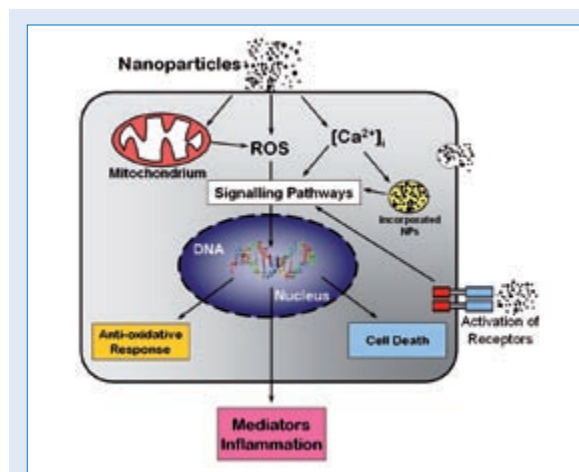 Nanoparticles
Mitochondrium
ROS
[Ca²⁺]ᵢ
Signalling Pathways
Incorporated
NPs
DNA
Nucleus
Activation of
Receptors
Anti-oxidative
Response
Cell Death
Mediators
Inflammation